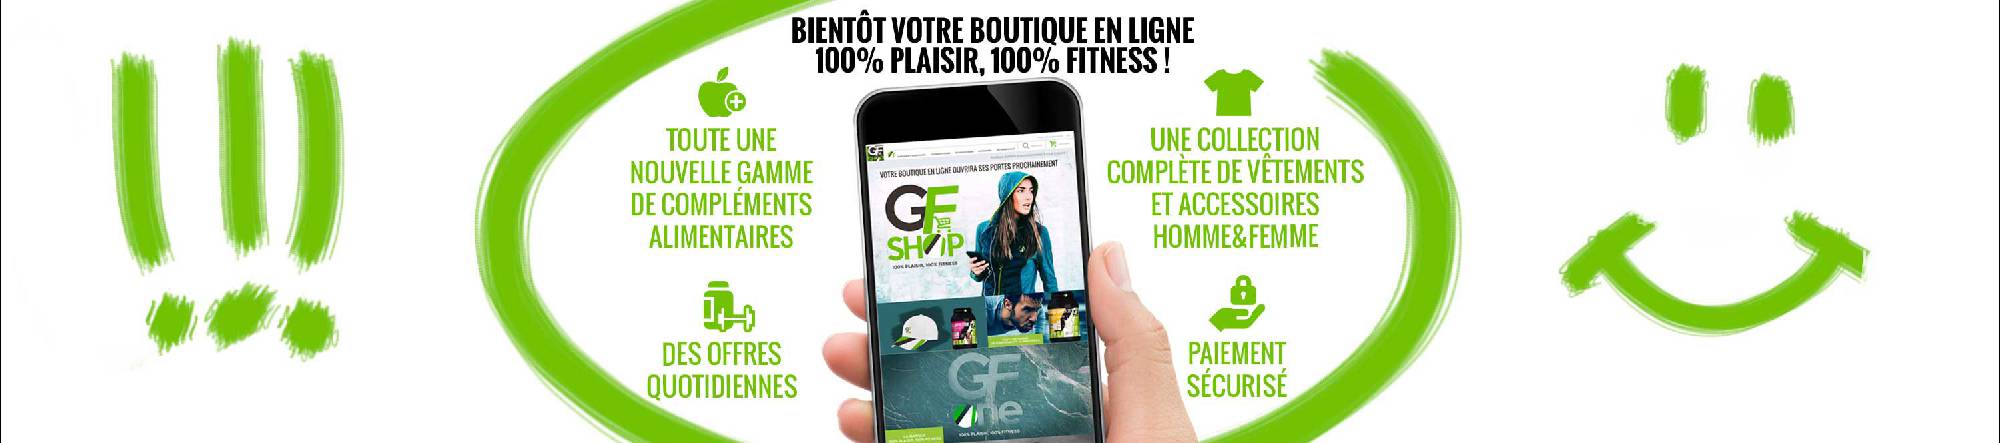 BIENTÔT VOTRE BOUTIQUE EN LIGNE
100% PLAISIR, 100% FITNESS !
TOUTE UNE
NOUVELLE GAMME
DE COMPLÉMENTS
ALIMENTAIRES
DES OFFRES
QUOTIDIENNES
VOTRE BOUTIQUE EN LIGNE OUVRIRA SES PORTES PROCHAINEMENT
GF
SHOP
100% PLAISIR, 100% FITNESS
GF
One
100% PLAISIR, 100% FITNESS
UNE COLLECTION
COMPLÈTE DE VÊTEMENTS
ET ACCESSOIRES
HOMME&FEMME
PAIEMENT
SÉCURISÉ